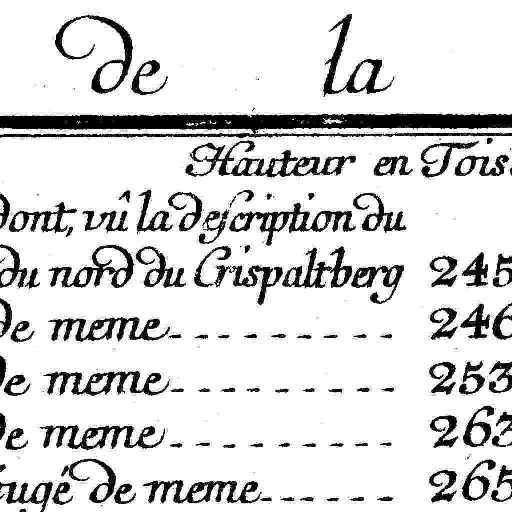 de la
Hauteur en Tois
dont, vû la description du
du nord du Crispaltberg 245
de meme 246
de meme 253
de meme 263
de meme 265